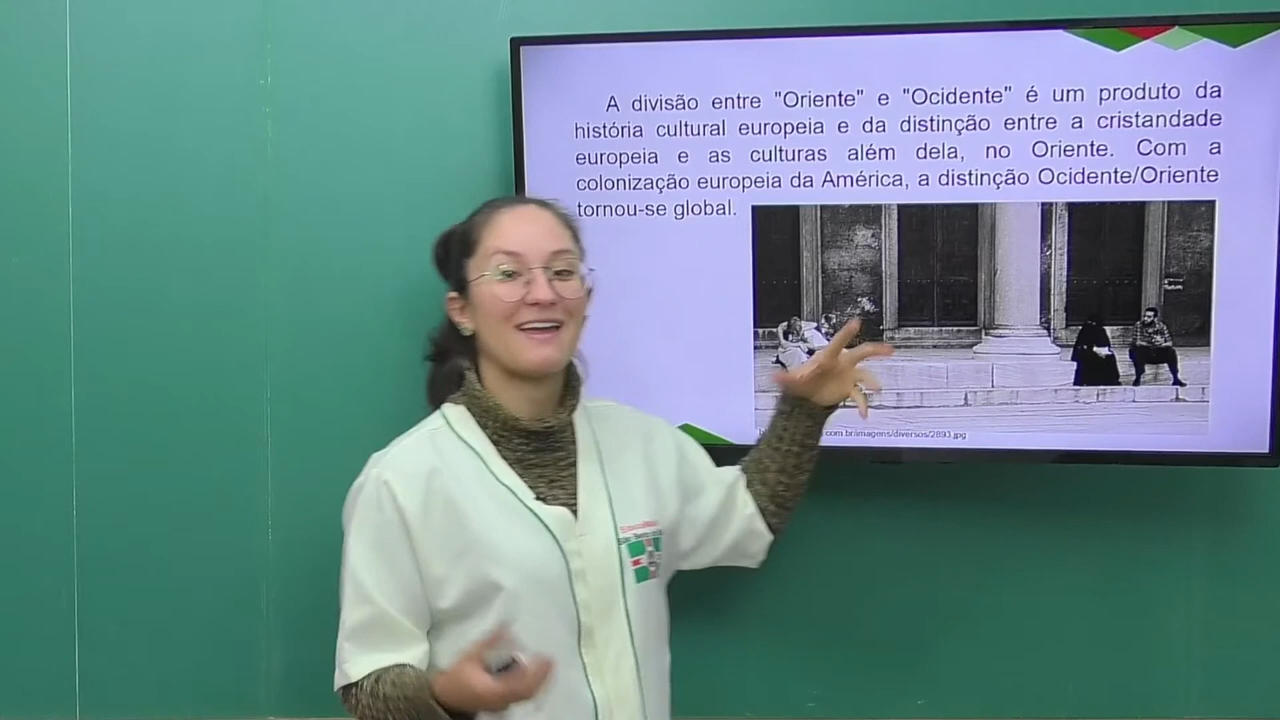 A divisão entre "Oriente" e "Ocidente" é um produto da
história cultural europeia e da distinção entre a cristandade
europeia e as culturas além dela, no Oriente. Com a
colonização europeia da América, a distinção Ocidente/Oriente
tornou-se global.
com.br/imagens/diversos/2893.jpg